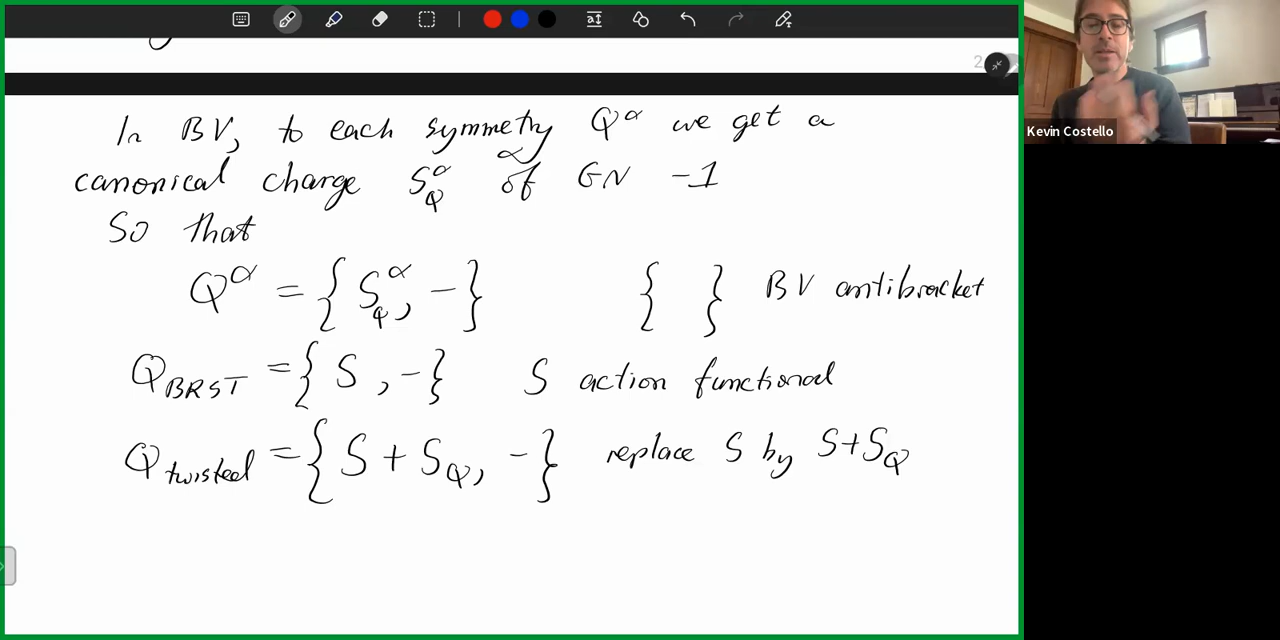 2
Kevin Costello
In BV, to each symmetry Q^α we get a
canonical charge S_Q^α of GN -1
So that
Q^α = { S_Q^α, - } { } BV antibracket
Q_BRST = { S, - } S action functional
Q_twisted = { S + S_Q, - } replace S by S+S_Q